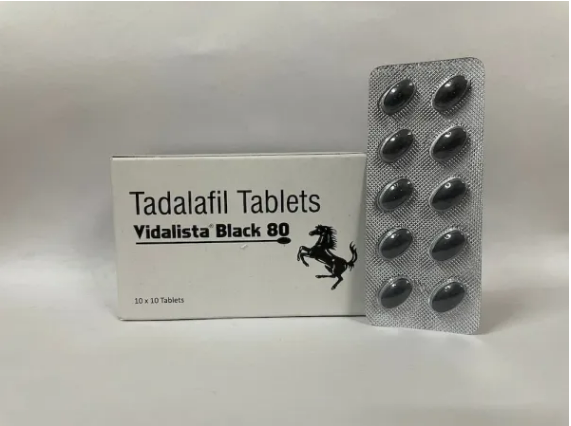 Tadalafil Tablets
Vidalista® Black 80
10 x 10 Tablets